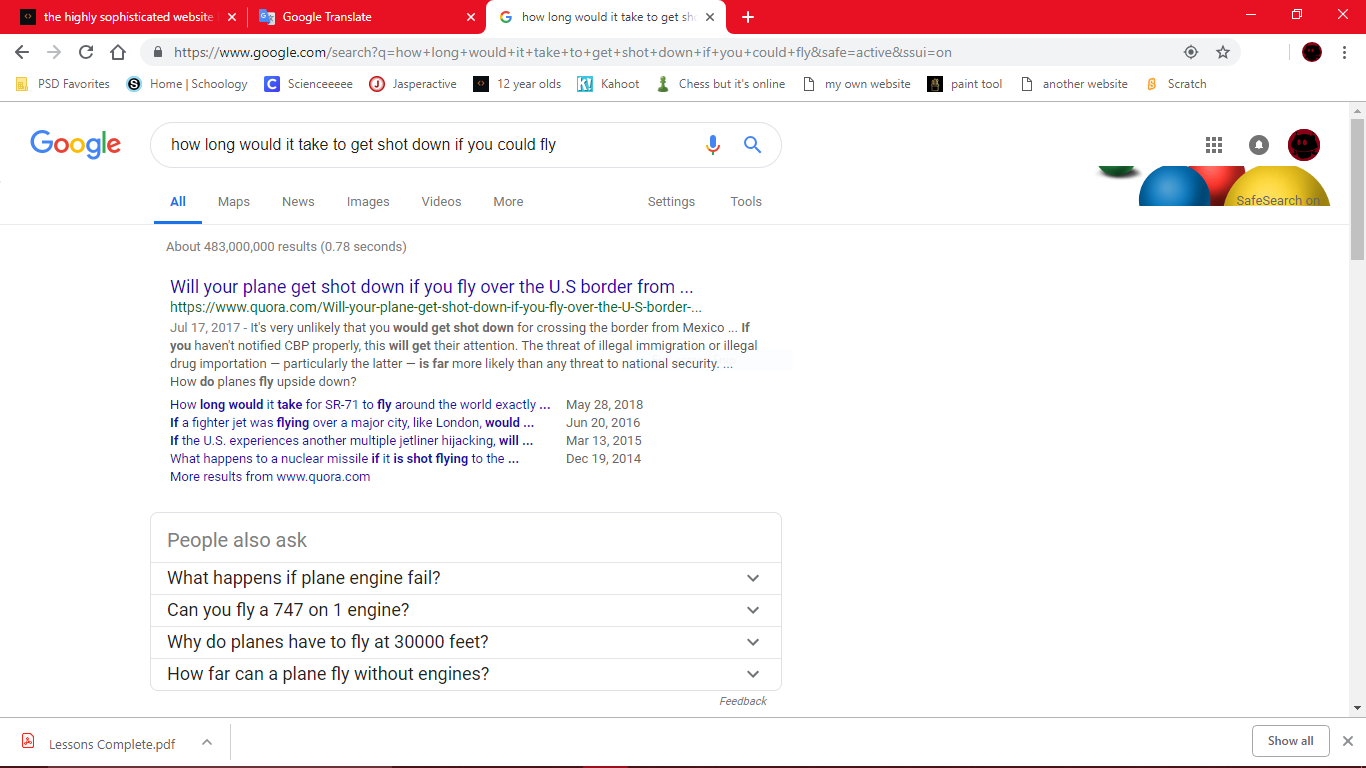 the highly sophisticated website
Google Translate
how long would it take to get sho
https://www.google.com/search?q=how+long+would+it+take+to+get+shot+down+if+you+could+fly&safe=active&ssui=on
PSD Favorites
Home | Schoology
Scienceeeee
Jasperactive
12 year olds
Kahoot
Chess but it's online
my own website
paint tool
another website
Scratch
Google
how long would it take to get shot down if you could fly
All Maps News Images Videos More Settings Tools
SafeSearch on
About 483,000,000 results (0.78 seconds)
Will your plane get shot down if you fly over the U.S border from ...
https://www.quora.com/Will-your-plane-get-shot-down-if-you-fly-over-the-U-S-border-...
Jul 17, 2017 - It's very unlikely that you would get shot down for crossing the border from Mexico ... If
you haven't notified CBP properly, this will get their attention. The threat of illegal immigration or illegal
drug importation — particularly the latter — is far more likely than any threat to national security. ...
How do planes fly upside down?
How long would it take for SR-71 to fly around the world exactly ... May 28, 2018
If a fighter jet was flying over a major city, like London, would ... Jun 20, 2016
If the U.S. experiences another multiple jetliner hijacking, will ... Mar 13, 2015
What happens to a nuclear missile if it is shot flying to the ... Dec 19, 2014
More results from www.quora.com
People also ask
What happens if plane engine fail?
Can you fly a 747 on 1 engine?
Why do planes have to fly at 30000 feet?
How far can a plane fly without engines?
Feedback
Lessons Complete.pdf
Show all